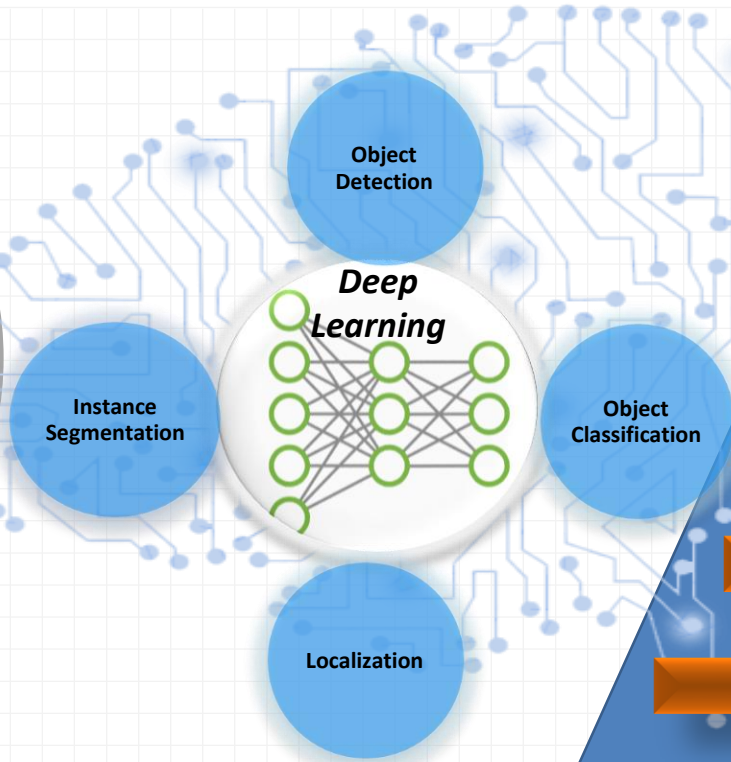 Object
Detection
Deep
Learning
Instance
Segmentation
Object
Classification
Localization